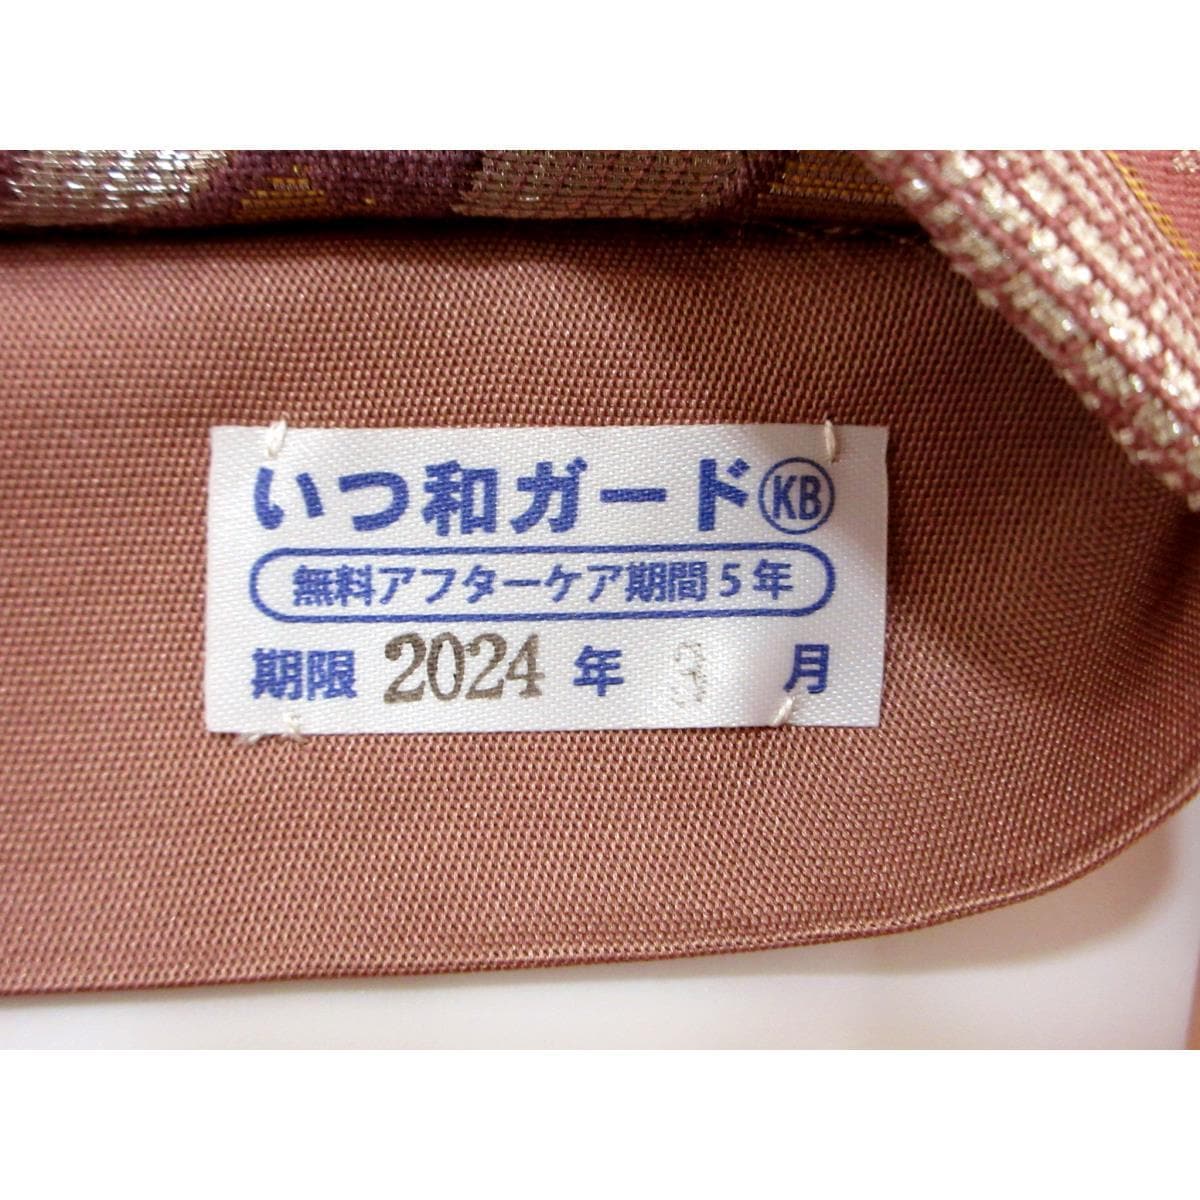 いつ和ガード KB
無料アフターケア期間5年
期限 2024 年 3 月